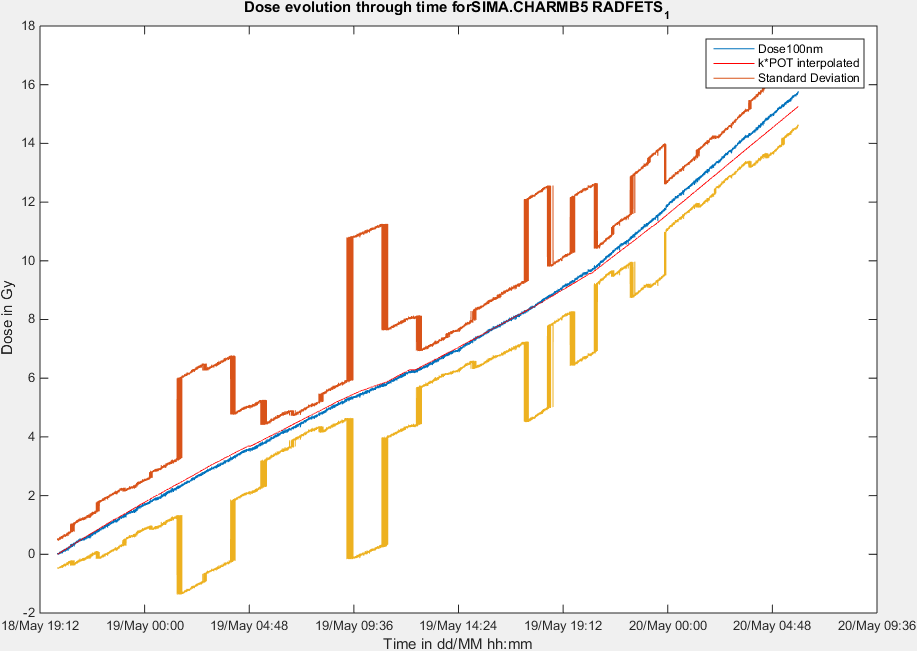 Dose evolution through time forSIMA.CHARMB5 RADFETS1
Dose100nm
k*POT interpolated
Standard Deviation
Dose in Gy
18
16
14
12
10
8
6
4
2
0
-2
18/May 19:12 19/May 00:00 19/May 04:48 19/May 09:36 19/May 14:24 19/May 19:12 20/May 00:00 20/May 04:48 20/May 09:36
Time in dd/MM hh:mm